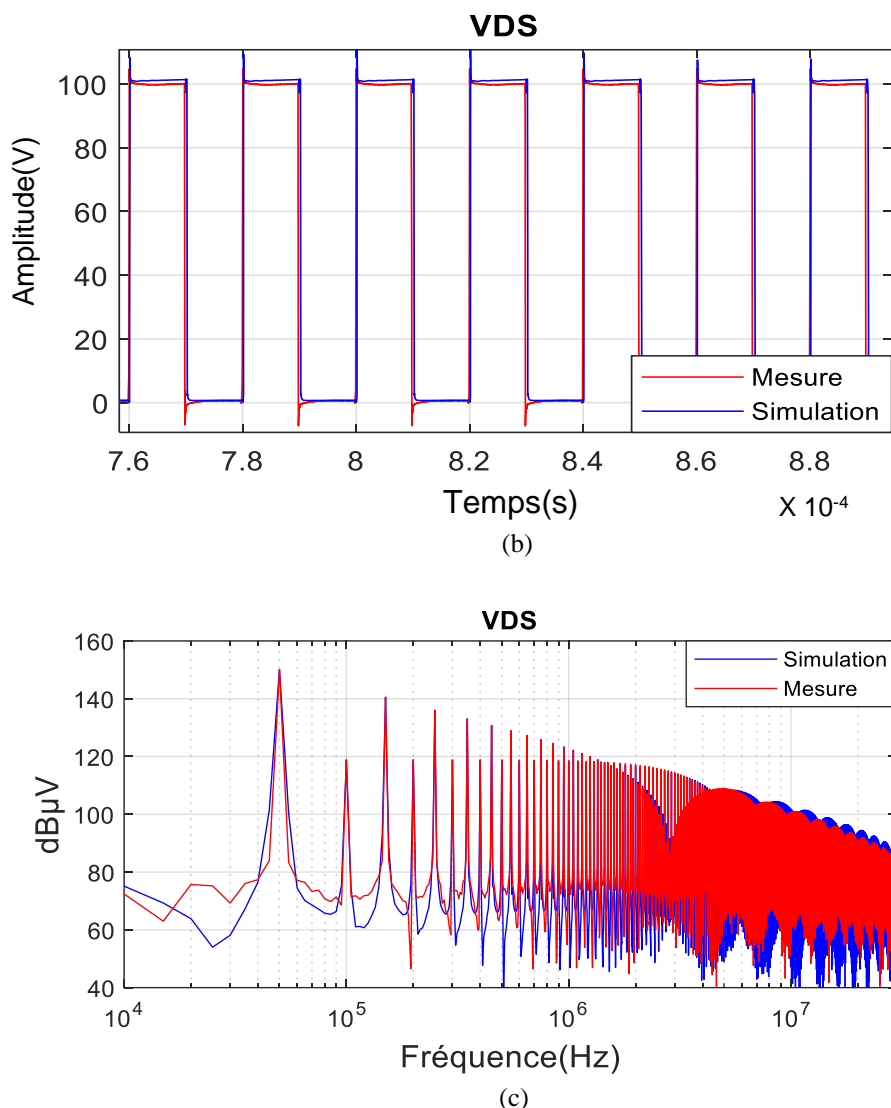 VDS
Amplitude(V)
100
80
60
40
20
0
7.6
7.8
8
8.2
8.4
8.6
8.8
Temps(s)
X 10-4
Mesure
Simulation
(b)
VDS
dBµV
160
140
120
100
80
60
40
10^4
10^5
10^6
10^7
Fréquence(Hz)
Simulation
Mesure
(c)